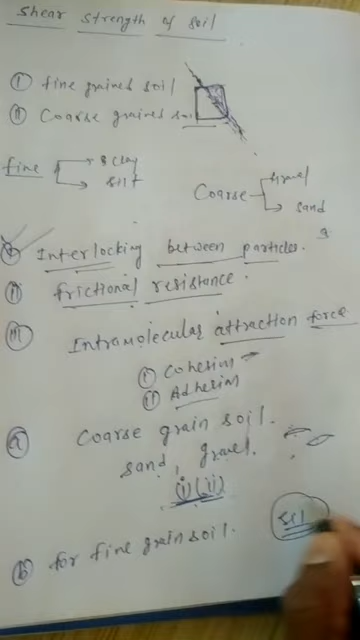 Shear strength of soil
(i) fine grained soil
(ii) Coarse grained soil
fine → clay
→ silt
Coarse gravel
→ sand
(i) Interlocking between particles.
(ii) frictional resistance.
(iii) Intramolecular attraction force
(i) Cohesion
(ii) Adhesion
(a) Coarse grain soil.
sand, gravel.
(i) (ii)
(b) for fine grain soil.